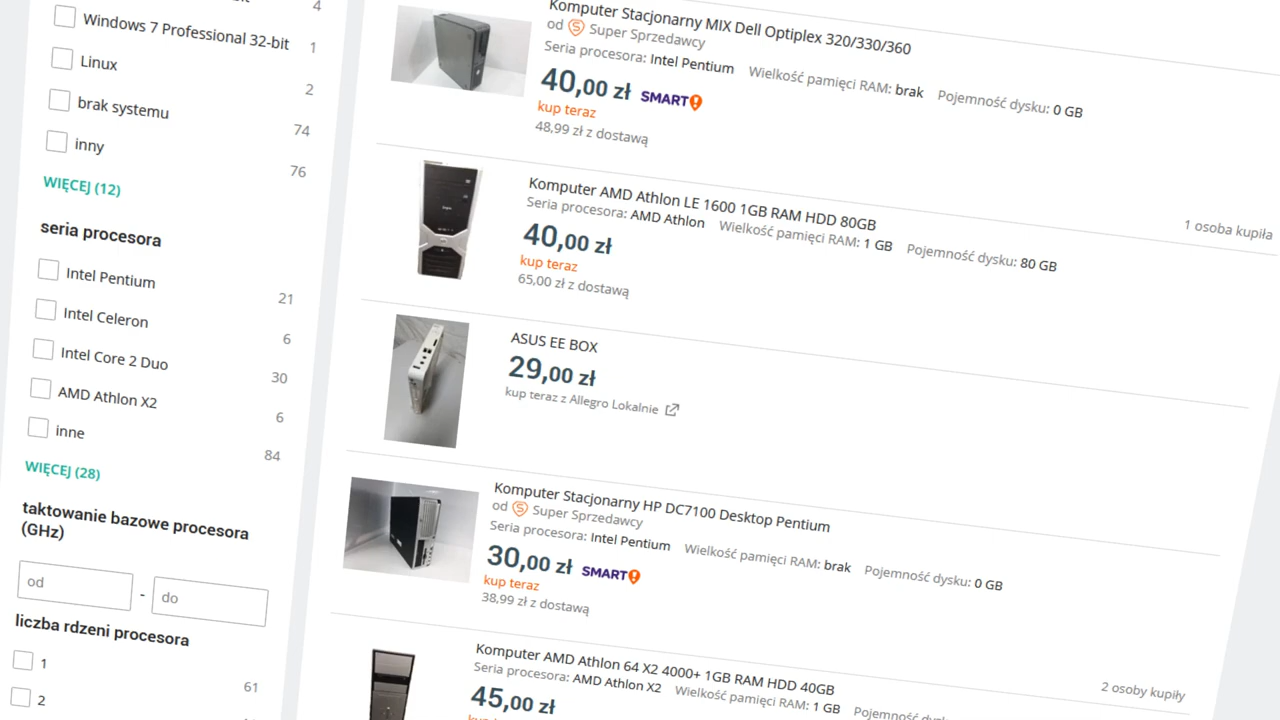 4
Windows 7 Professional 32-bit 1
Linux 2
brak systemu 74
inny 76
WIĘCEJ (12)
seria procesora
Intel Pentium 21
Intel Celeron 6
Intel Core 2 Duo 30
AMD Athlon X2 6
inne 84
WIĘCEJ (28)
taktowanie bazowe procesora
(GHz)
od - do
liczba rdzeni procesora
1 61
2
Komputer Stacjonarny MIX Dell Optiplex 320/330/360
od Super Sprzedawcy
Seria procesora: Intel Pentium Wielkość pamięci RAM: brak Pojemność dysku: 0 GB
40,00 zł SMART!
kup teraz
48,99 zł z dostawą
Komputer AMD Athlon LE 1600 1GB RAM HDD 80GB
Seria procesora: AMD Athlon Wielkość pamięci RAM: 1 GB Pojemność dysku: 80 GB
1 osoba kupiła
40,00 zł
kup teraz
65,00 zł z dostawą
ASUS EE BOX
29,00 zł
kup teraz z Allegro Lokalnie
Komputer Stacjonarny HP DC7100 Desktop Pentium
od Super Sprzedawcy
Seria procesora: Intel Pentium Wielkość pamięci RAM: brak Pojemność dysku: 0 GB
30,00 zł SMART!
kup teraz
38,99 zł z dostawą
Komputer AMD Athlon 64 X2 4000+ 1GB RAM HDD 40GB
Seria procesora: AMD Athlon X2 Wielkość pamięci RAM: 1 GB Pojemność
2 osoby kupiły
45,00 zł